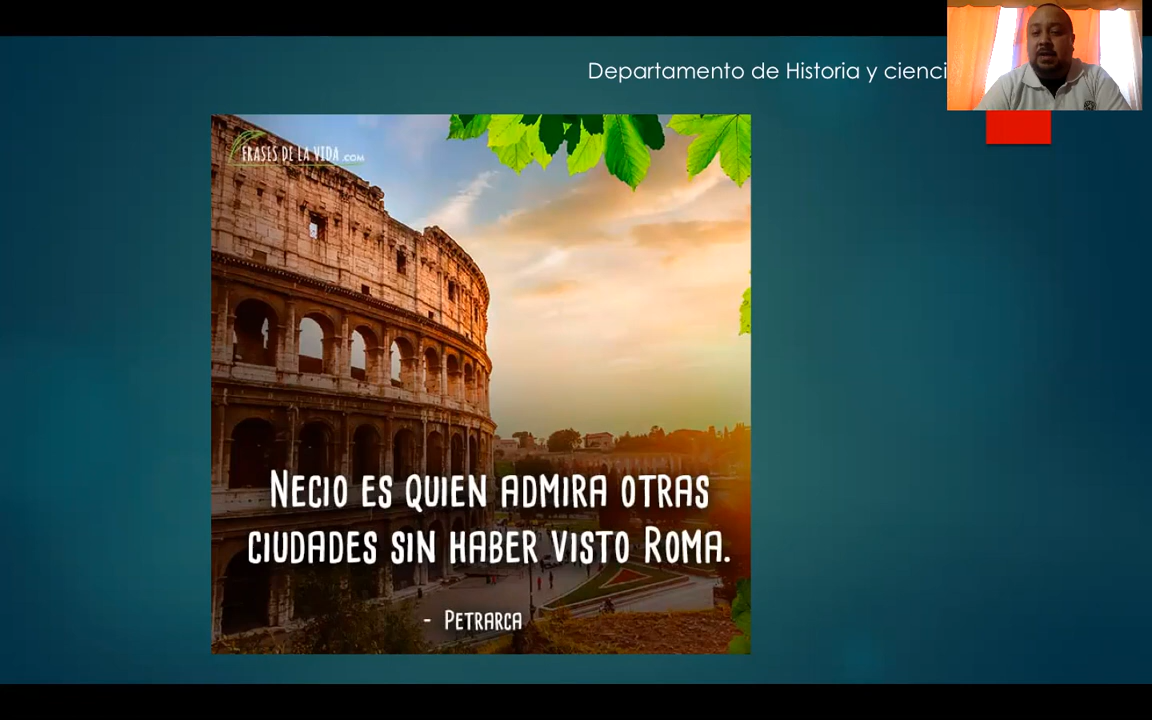 Departamento de Historia y cienci
FRASES DE LA VIDA .COM
NECIO ES QUIEN ADMIRA OTRAS
CIUDADES SIN HABER VISTO ROMA.
- PETRARCA